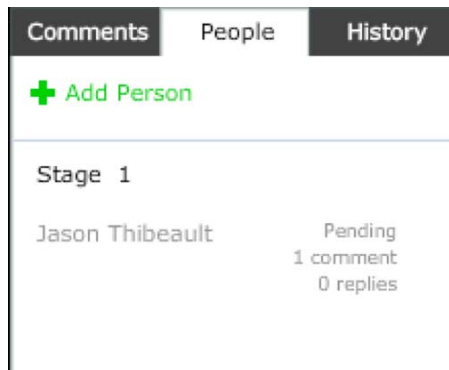 Comments People History
Add Person
Stage 1
Jason Thibeault Pending
1 comment
0 replies